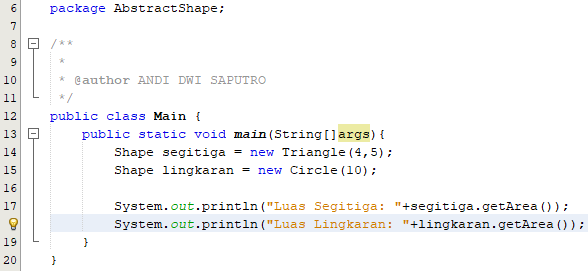 6 package AbstractShape;
7
8 /**
9 *
10 * @author ANDI DWI SAPUTRO
11 */
12 public class Main {
13 public static void main(String[]args){
14 Shape segitiga = new Triangle(4,5);
15 Shape lingkaran = new Circle(10);
16
17 System.out.println("Luas Segitiga: "+segitiga.getArea());
System.out.println("Luas Lingkaran: "+lingkaran.getArea());
19 }
20 }